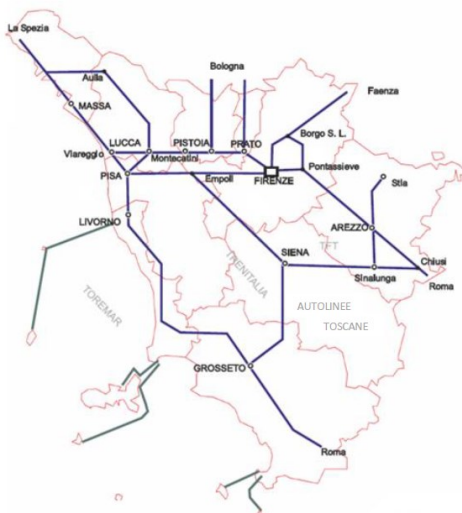 La Spezia
Bologna
Aulla
Faenza
MASSA
Borgo S. L.
LUCCA
PISTOIA
PRATO
Viareggio
Montecatini
Pontassieve
PISA
Empoli
FIRENZE
Stia
LIVORNO
AREZZO
TFT
SIENA
Chiusi
TRENITALIA
Sinalunga
Roma
TOREMAR
AUTOLINEE
TOSCANE
GROSSETO
Roma